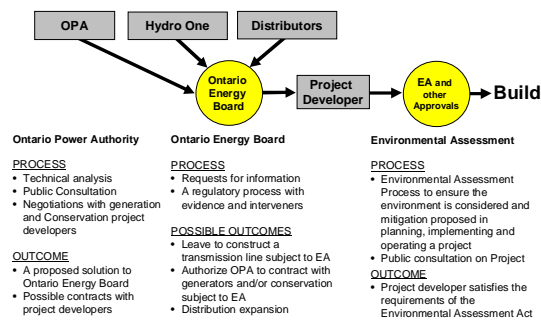 OPA
Hydro One
Distributors
Ontario
Energy
Board
Project
Developer
EA and
other
Approvals
Build
Ontario Power Authority
PROCESS
• Technical analysis
• Public Consultation
• Negotiations with generation
and Conservation project
developers
OUTCOME
• A proposed solution to
Ontario Energy Board
• Possible contracts with
project developers
Ontario Energy Board
PROCESS
• Requests for information
• A regulatory process with
evidence and interveners
POSSIBLE OUTCOMES
• Leave to construct a
transmission line subject to EA
• Authorize OPA to contract with
generators and/or conservation
subject to EA
• Distribution expansion
Environmental Assessment
PROCESS
• Environmental Assessment
Process to ensure the
environment is considered and
mitigation proposed in
planning, implementing and
operating a project
• Public consultation on Project
OUTCOME
• Project developer satisfies the
requirements of the
Environmental Assessment Act